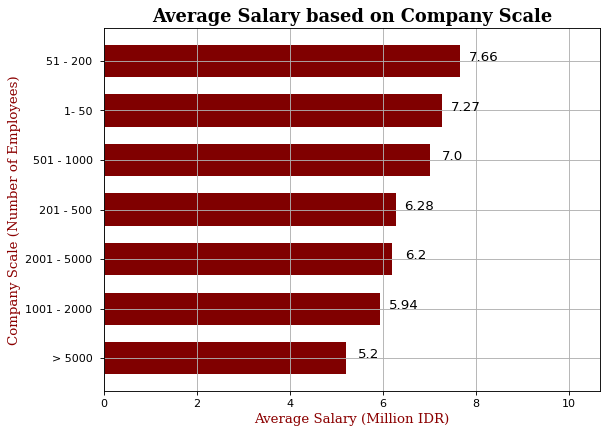 Average Salary based on Company Scale
Company Scale (Number of Employees)
51 - 200
7.66
1- 50
7.27
501 - 1000
7.0
201 - 500
6.28
2001 - 5000
6.2
1001 - 2000
5.94
> 5000
5.2
0 2 4 6 8 10
Average Salary (Million IDR)